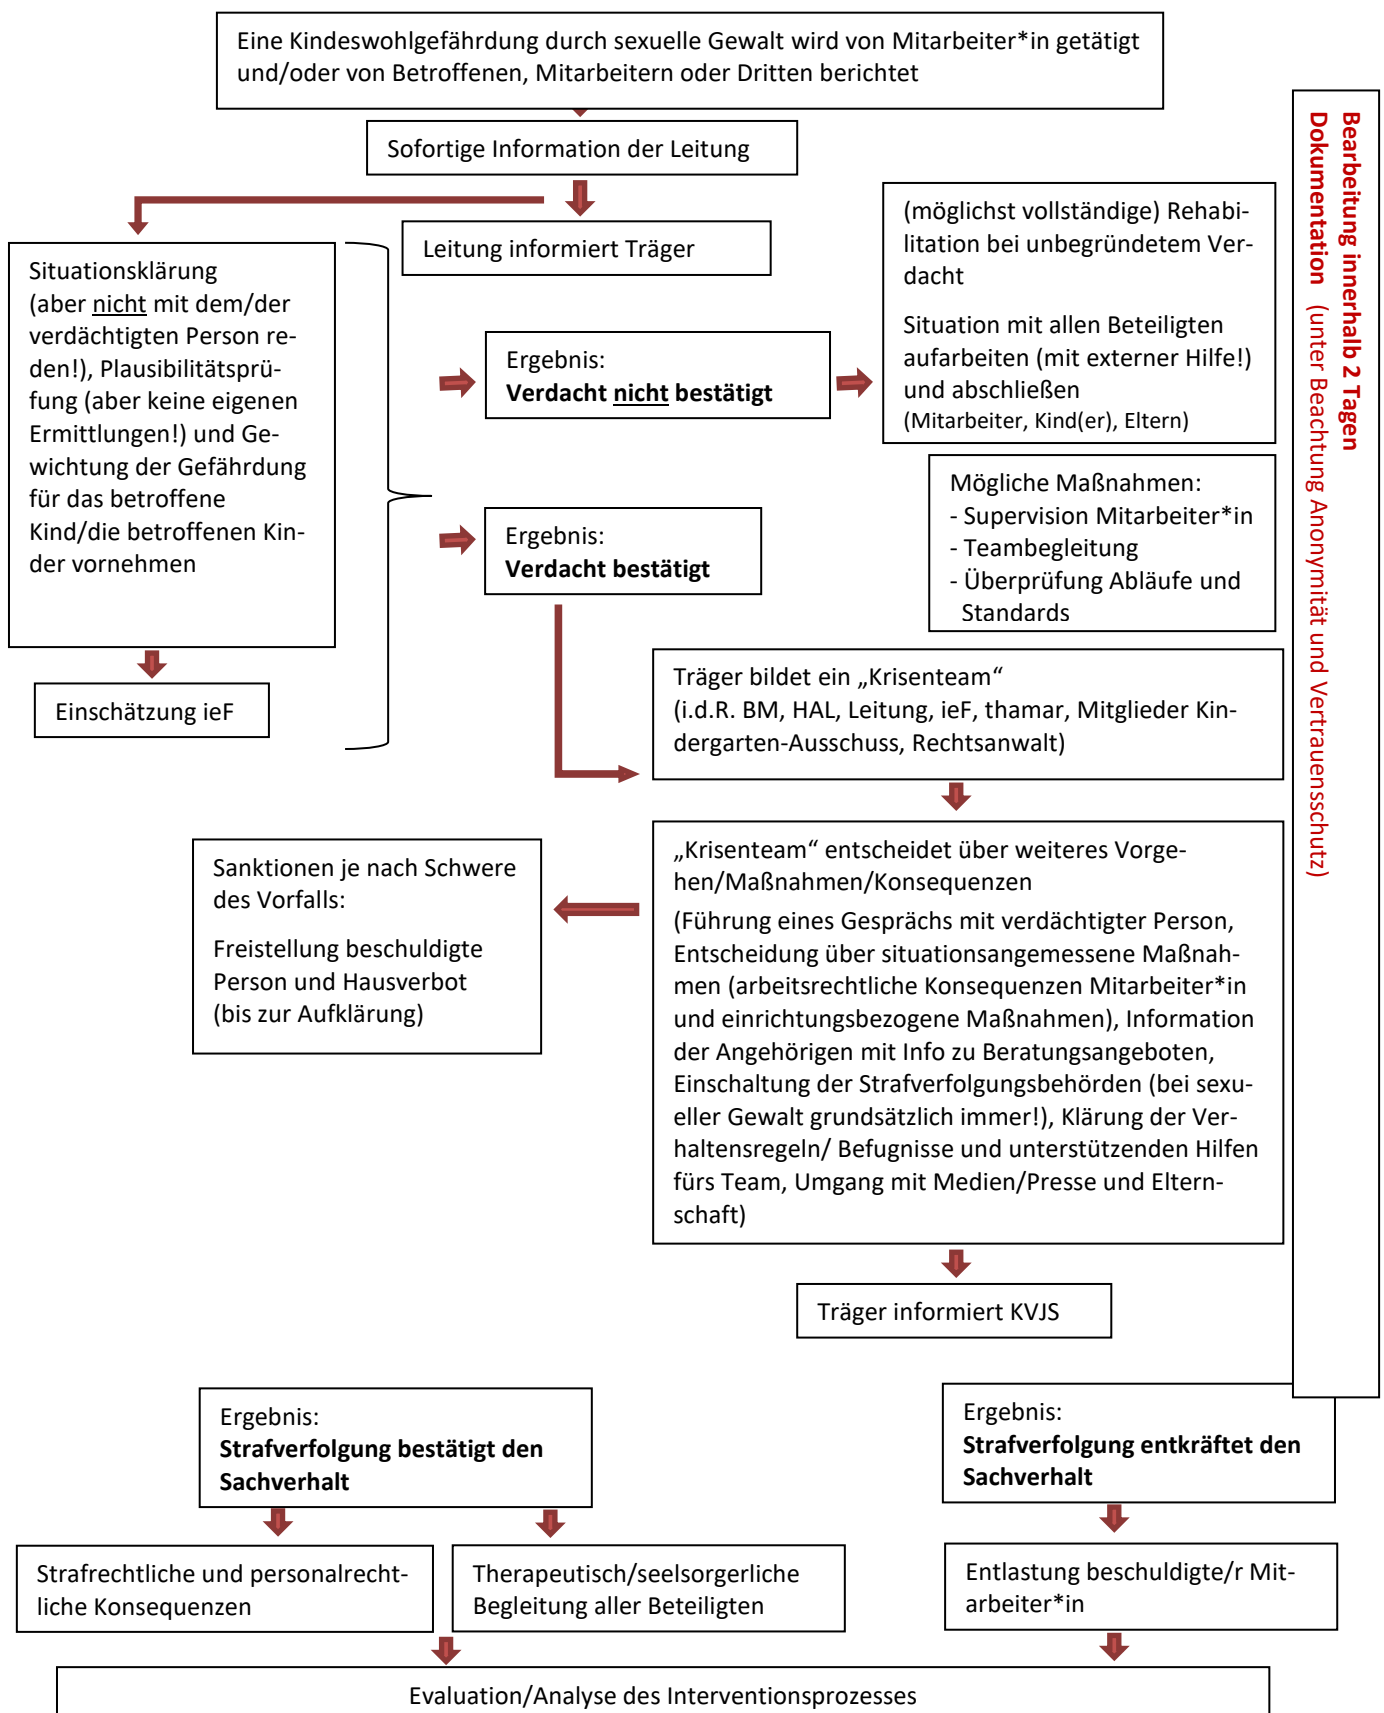 Eine Kindeswohlgefährdung durch sexuelle Gewalt wird von Mitarbeiter*in getätigt
und/oder von Betroffenen, Mitarbeitern oder Dritten berichtet
Sofortige Information der Leitung
Leitung informiert Träger
Situationsklärung
(aber nicht mit dem/der
verdächtigten Person re-
den!), Plausibilitätsprü-
fung (aber keine eigenen
Ermittlungen!) und Ge-
wichtung der Gefährdung
für das betroffene
Kind/die betroffenen Kin-
der vornehmen
Einschätzung ieF
Ergebnis:
Verdacht nicht bestätigt
(möglichst vollständige) Rehabi-
litation bei unbegründetem Ver-
dacht
Situation mit allen Beteiligten
aufarbeiten (mit externer Hilfe!)
und abschließen
(Mitarbeiter, Kind(er), Eltern)
Mögliche Maßnahmen:
- Supervision Mitarbeiter*in
- Teambegleitung
- Überprüfung Abläufe und
Standards
Ergebnis:
Verdacht bestätigt
Träger bildet ein „Krisenteam“
(i.d.R. BM, HAL, Leitung, ieF, thamar, Mitglieder Kin-
dergarten-Ausschuss, Rechtsanwalt)
„Krisenteam“ entscheidet über weiteres Vorge-
hen/Maßnahmen/Konsequenzen
(Führung eines Gesprächs mit verdächtigter Person,
Entscheidung über situationsangemessene Maßnah-
men (arbeitsrechtliche Konsequenzen Mitarbeiter*in
und einrichtungsbezogene Maßnahmen), Information
der Angehörigen mit Info zu Beratungsangeboten,
Einschaltung der Strafverfolgungsbehörden (bei sexu-
eller Gewalt grundsätzlich immer!), Klärung der Ver-
haltensregeln/ Befugnisse und unterstützenden Hilfen
fürs Team, Umgang mit Medien/Presse und Eltern-
schaft)
Sanktionen je nach Schwere
des Vorfalls:
Freistellung beschuldigte
Person und Hausverbot
(bis zur Aufklärung)
Träger informiert KVJS
Bearbeitung innerhalb 2 Tagen
Dokumentation (unter Beachtung Anonymität und Vertrauensschutz)
Ergebnis:
Strafverfolgung bestätigt den
Sachverhalt
Ergebnis:
Strafverfolgung entkräftet den
Sachverhalt
Strafrechtliche und personalrecht-
liche Konsequenzen
Therapeutisch/seelsorgerliche
Begleitung aller Beteiligten
Entlastung beschuldigte/r Mit-
arbeiter*in
Evaluation/Analyse des Interventionsprozesses